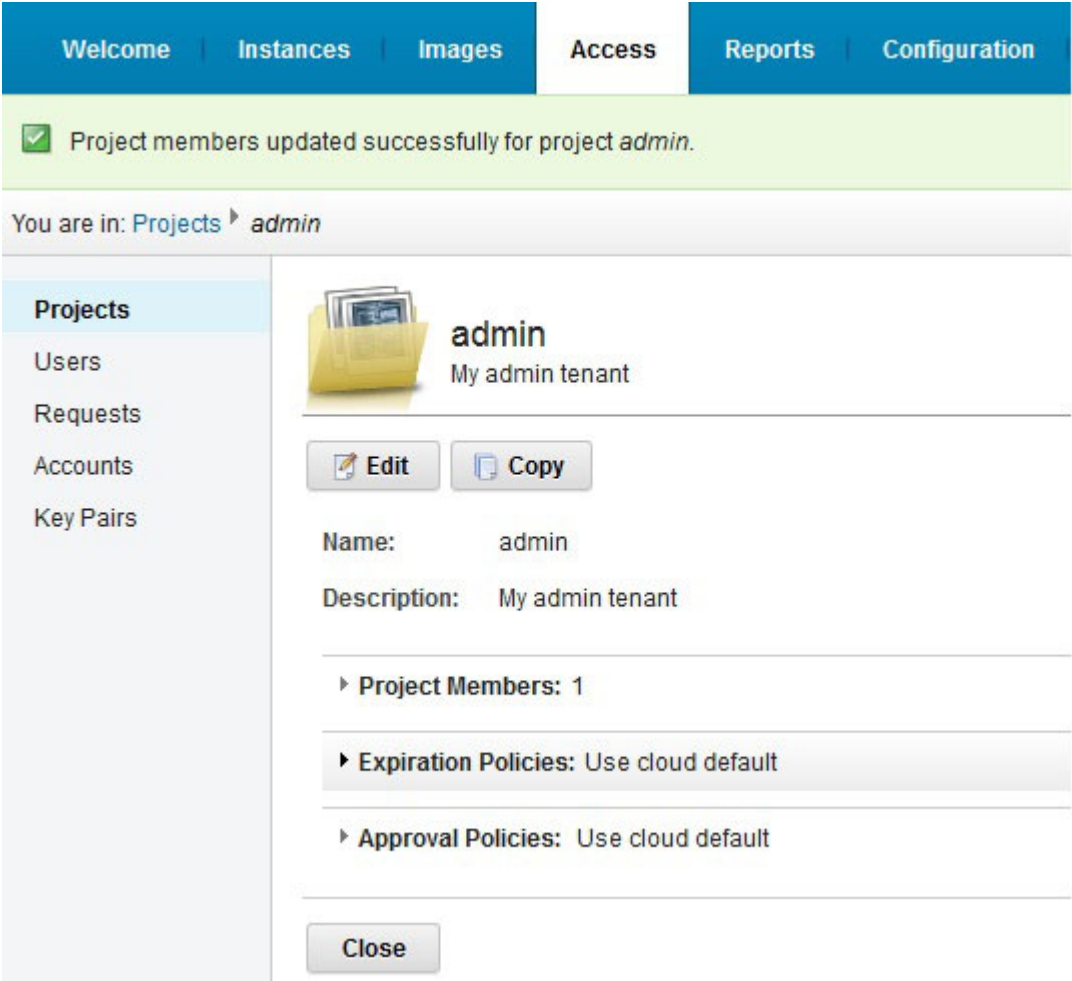 Welcome Instances Images Access Reports Configuration
Project members updated successfully for project admin.
You are in: Projects admin
Projects
Users
Requests
Accounts
Key Pairs
admin
My admin tenant
Edit Copy
Name: admin
Description: My admin tenant
Project Members: 1
Expiration Policies: Use cloud default
Approval Policies: Use cloud default
Close